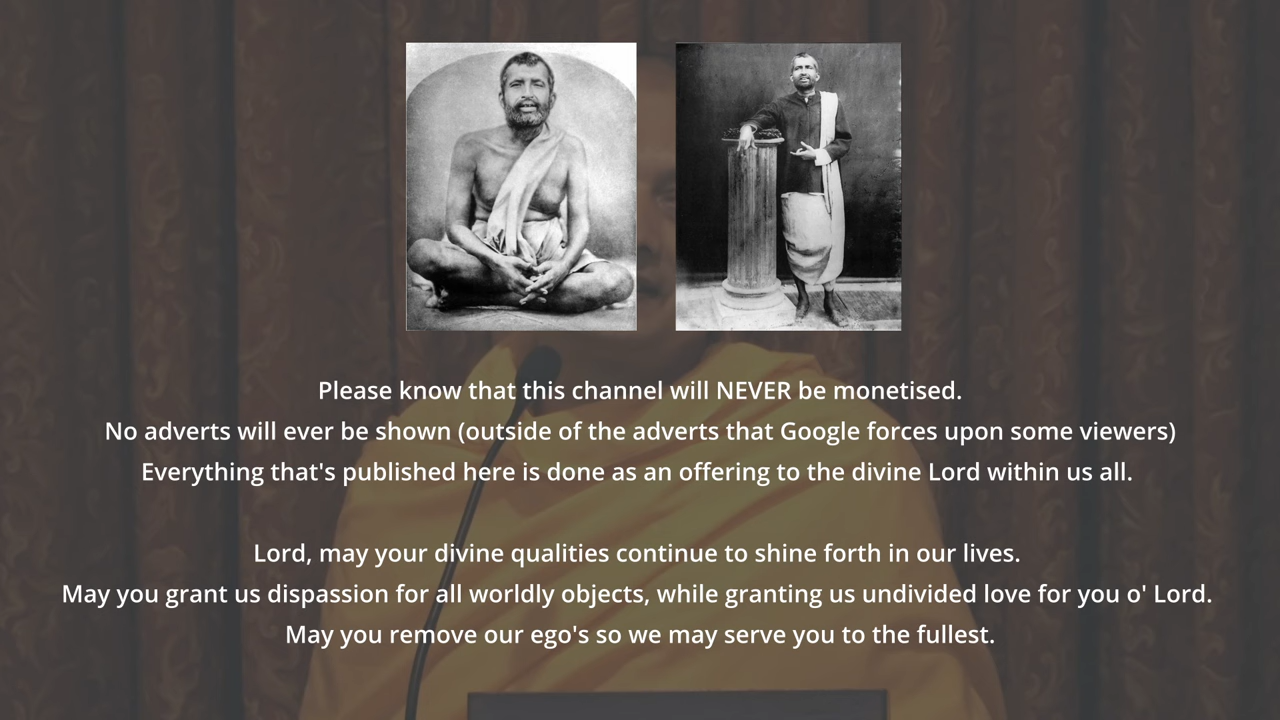 Please know that this channel will NEVER be monetised.
No adverts will ever be shown (outside of the adverts that Google forces upon some viewers)
Everything that's published here is done as an offering to the divine Lord within us all.
Lord, may your divine qualities continue to shine forth in our lives.
May you grant us dispassion for all worldly objects, while granting us undivided love for you o' Lord.
May you remove our ego's so we may serve you to the fullest.